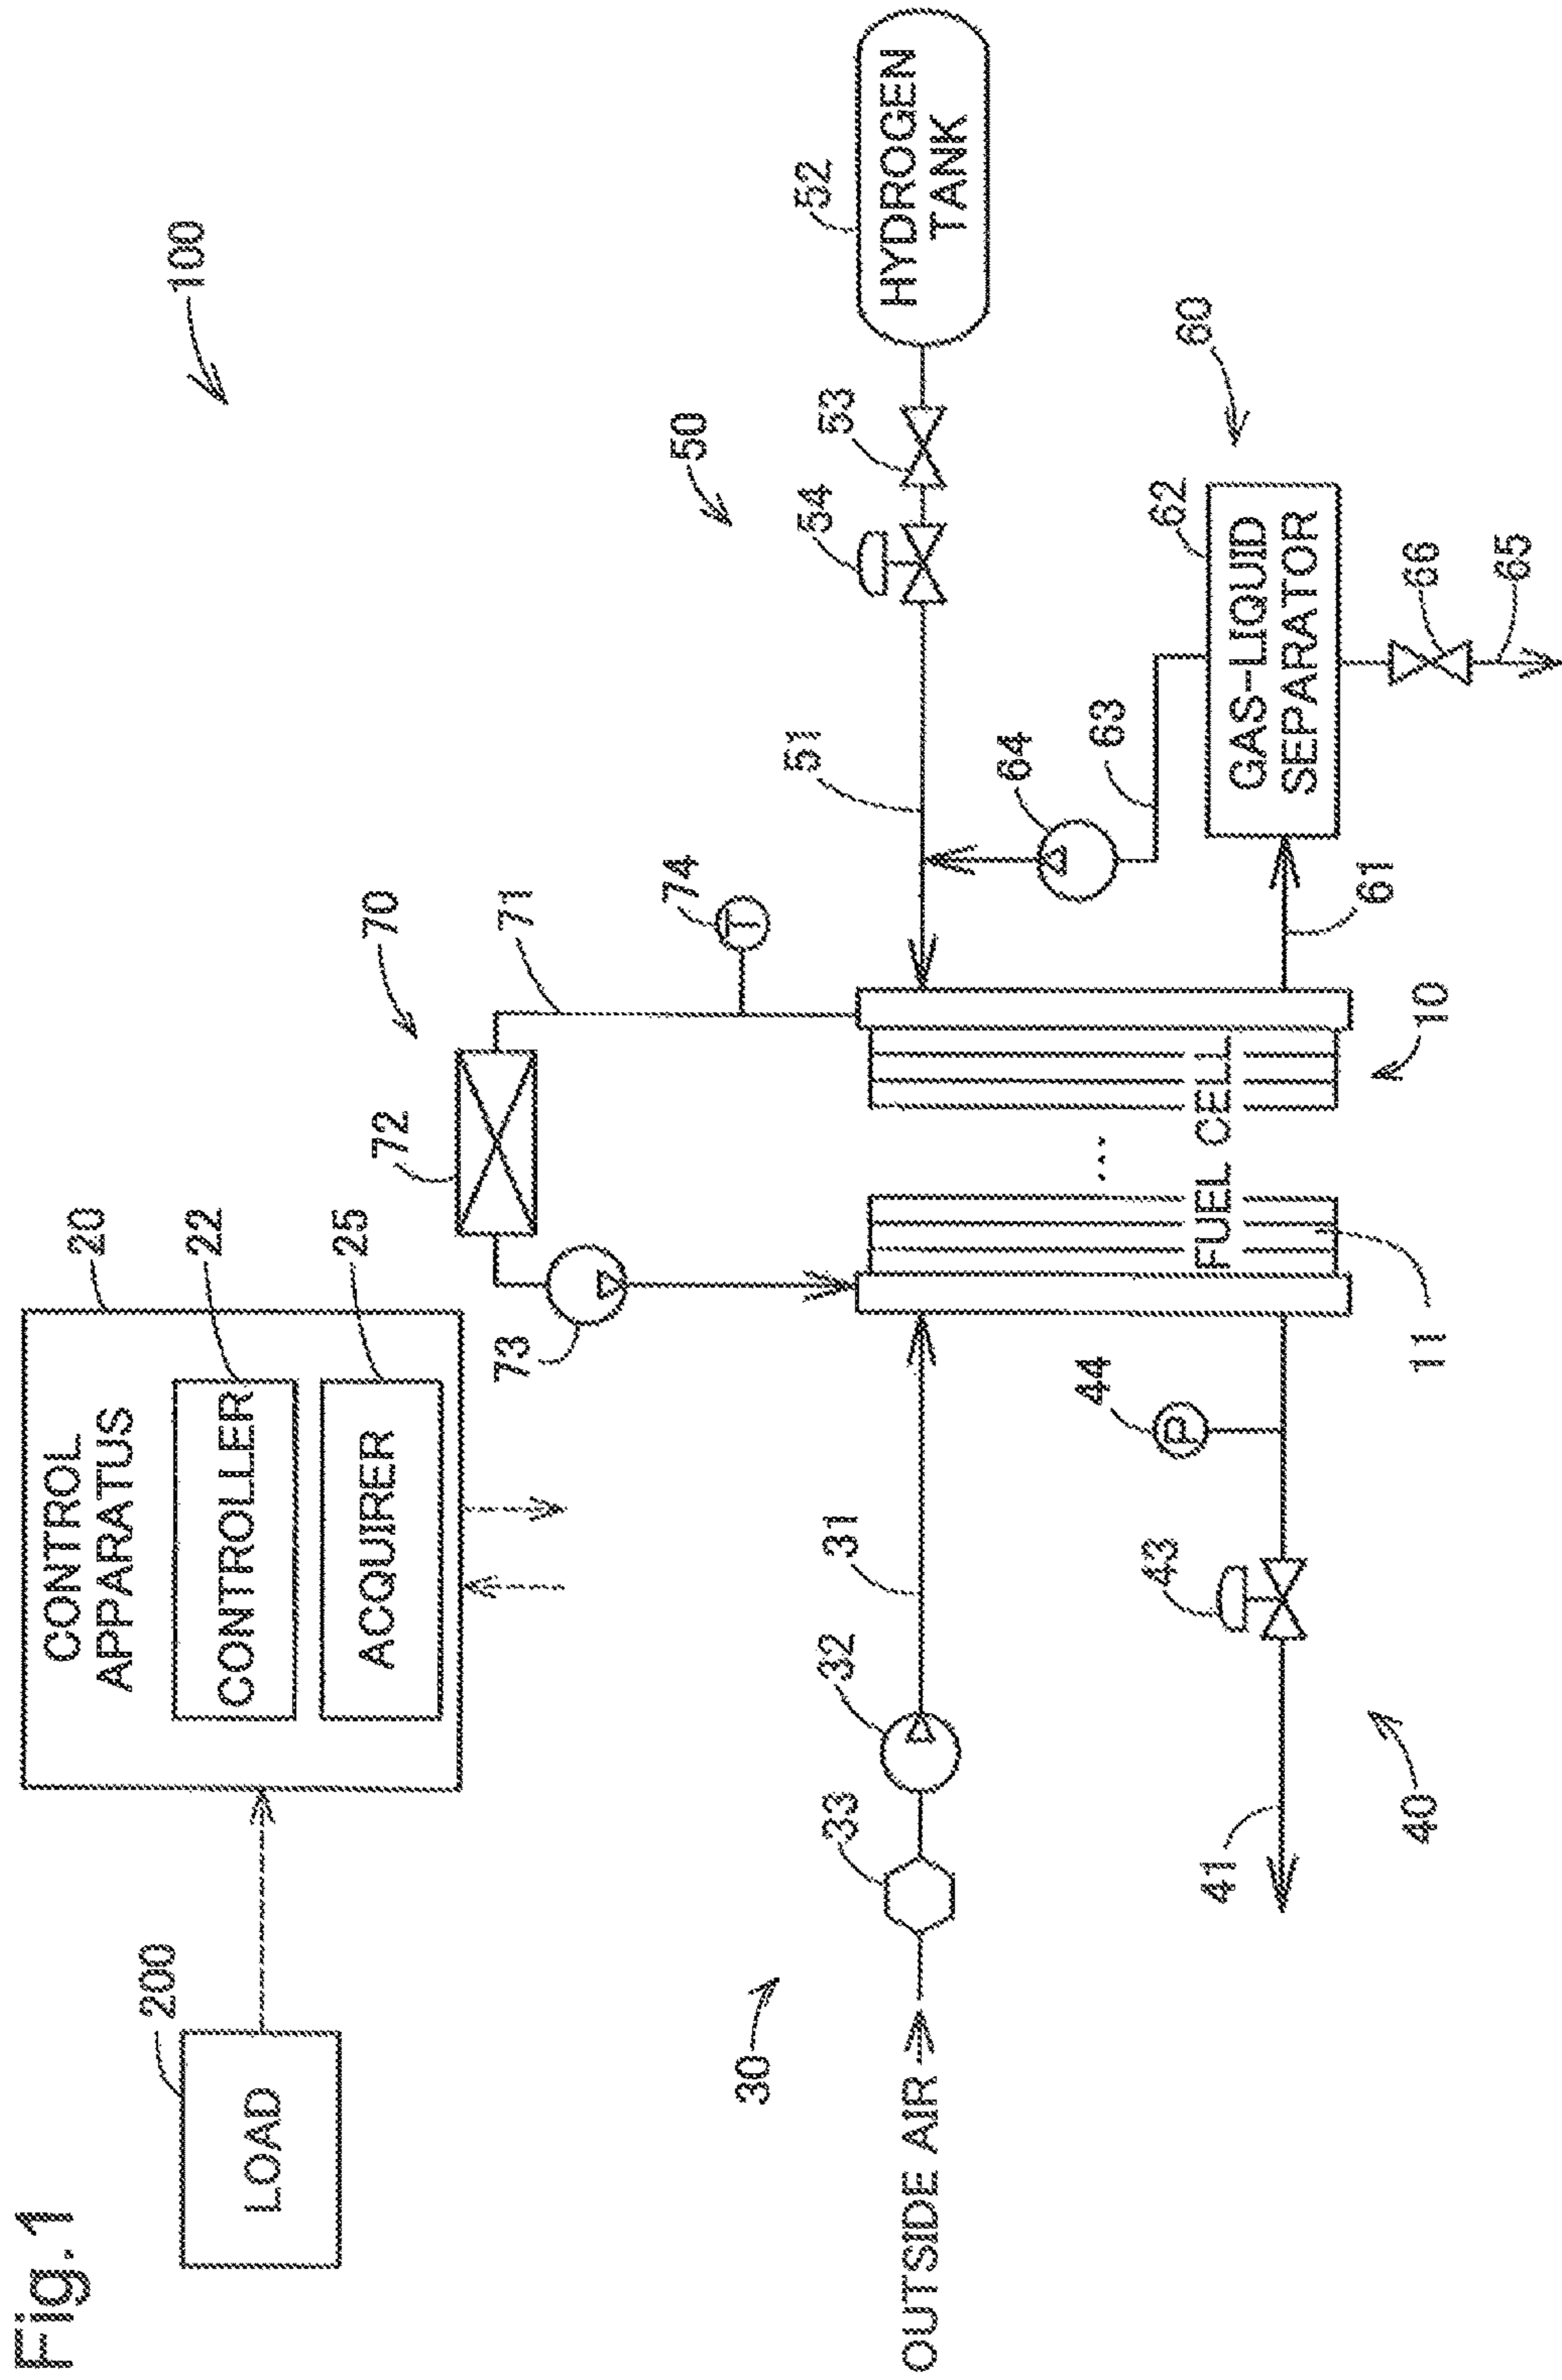 Fig.1
100
LOAD
200
CONTROL
APPARATUS
CONTROLLER
ACQUIRER
20
22
25
70
71
72
73
74
T
50
51
52
HYDROGEN
TANK
53
54
30
OUTSIDE AIR
33
32
31
40
41
43
44
P
FUEL CELL
...
11
10
60
61
62
GAS-LIQUID
SEPARATOR
63
64
66
65